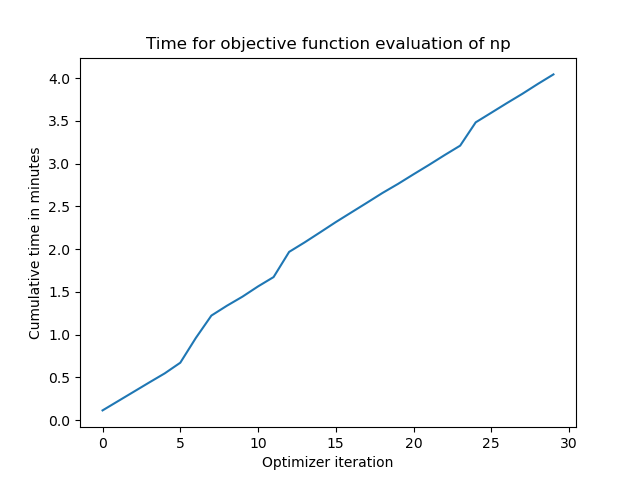 Time for objective function evaluation of np
Cumulative time in minutes
4.0
3.5
3.0
2.5
2.0
1.5
1.0
0.5
0.0
0 5 10 15 20 25 30
Optimizer iteration